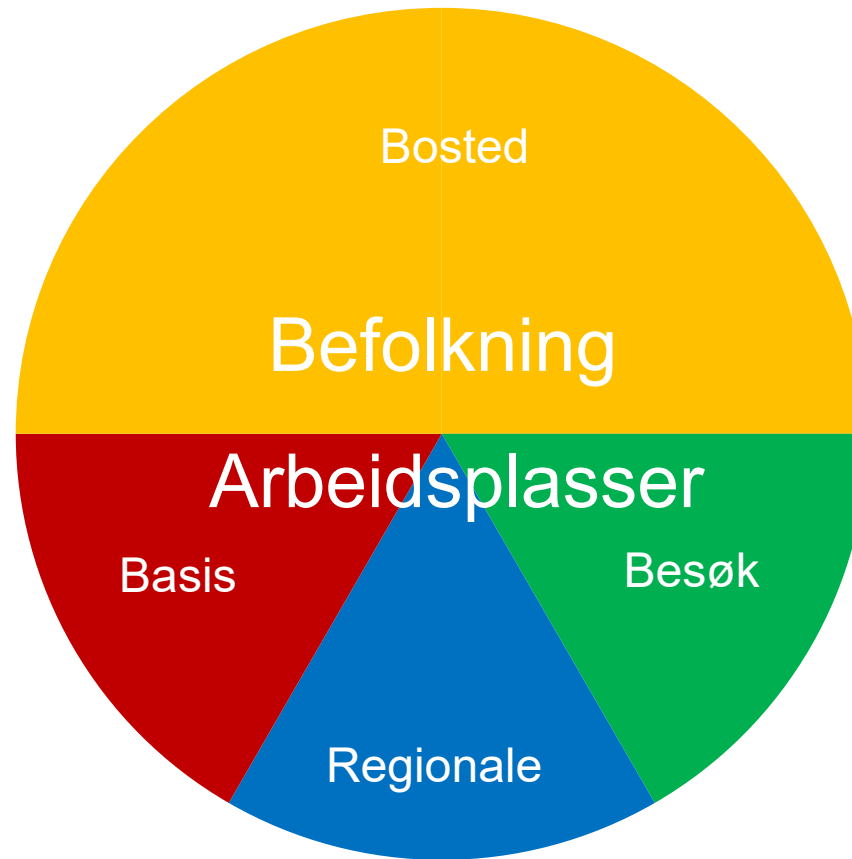 Bosted
Befolkning
Arbeidsplasser
Basis
Besøk
Regionale